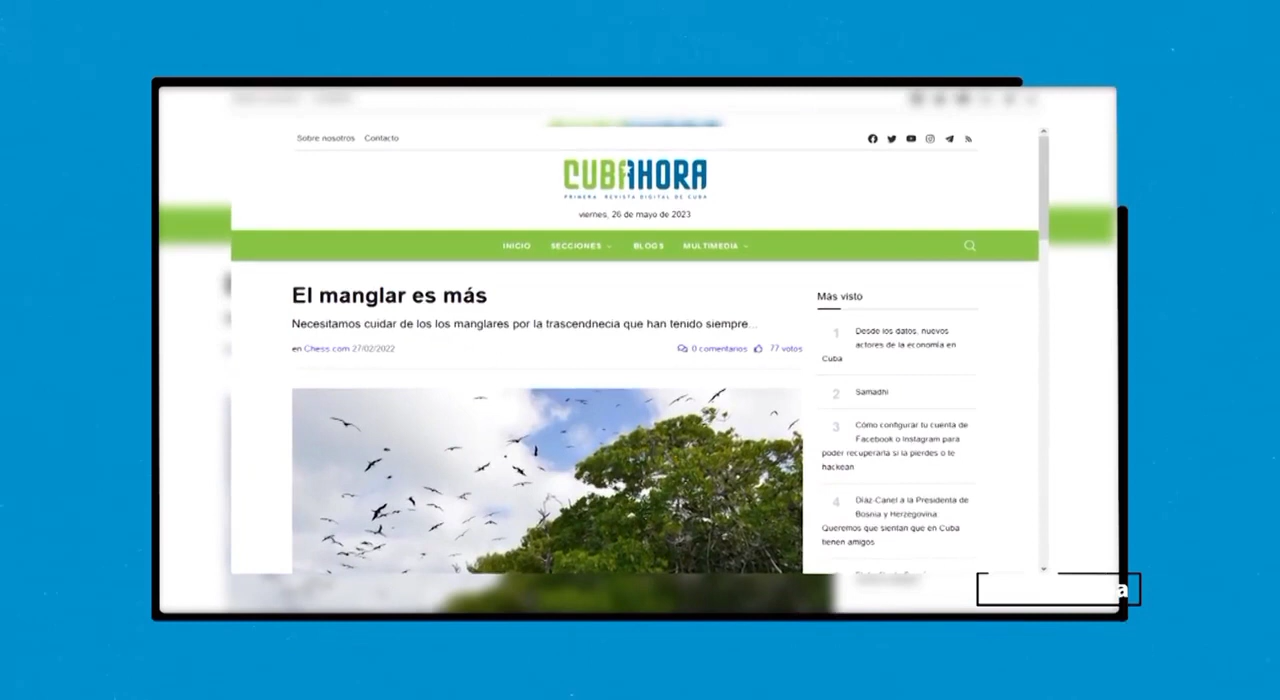 Sobre nosotros Contacto
CUBAHORA
PRIMERA REVISTA DIGITAL DE CUBA
viernes, 26 de mayo de 2023
INICIO SECCIONES BLOGS MULTIMEDIA
El manglar es más
Necesitamos cuidar de los los manglares por la trascendnecia que han tenido siempre...
en Chess.com 27/02/2022
0 comentarios 77 votos
Más visto
1 Desde los datos, nuevos
actores de la economía en
Cuba
2 Samadhi
3 Cómo configurar tu cuenta de
Facebook o Instagram para
poder recuperarla si la pierdes o te
hackean
4 Díaz-Canel a la Presidenta de
Bosnia y Herzegovina:
Queremos que sientan que en Cuba
tienen amigos
a